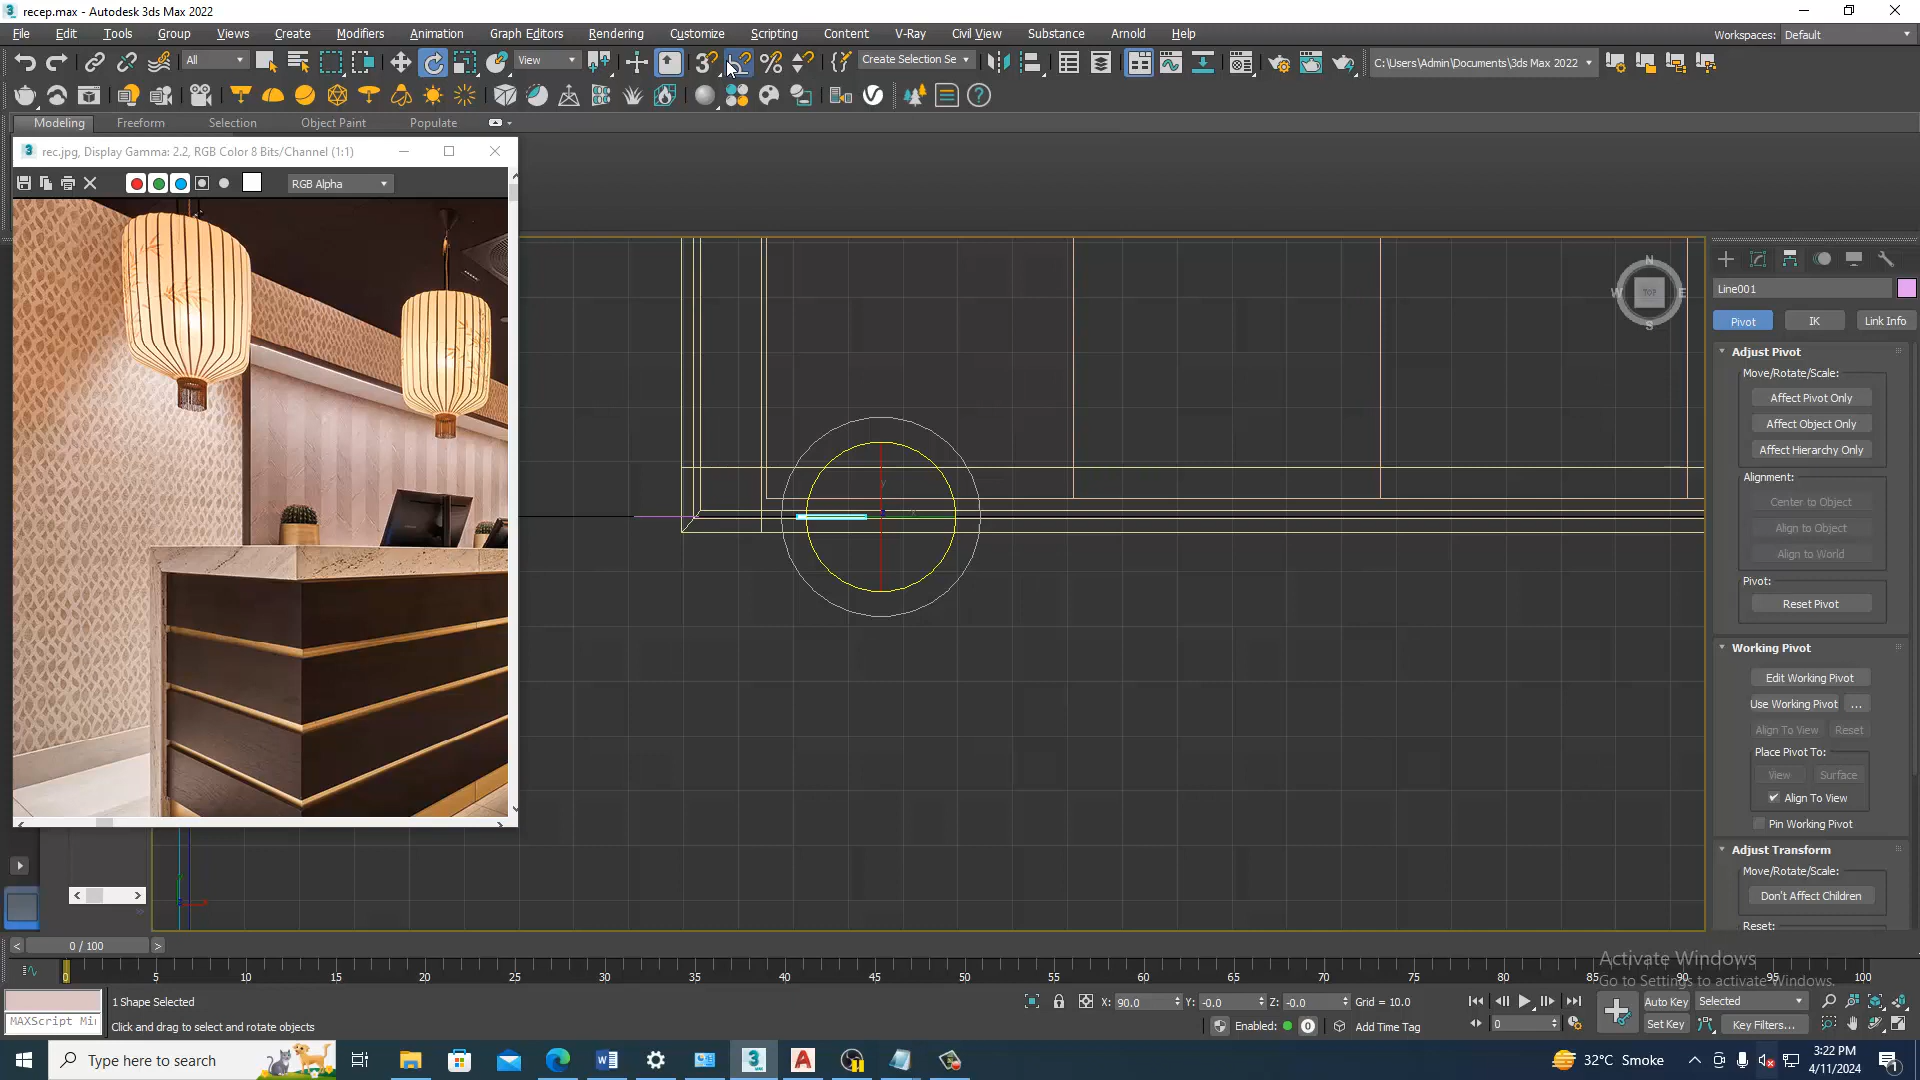 recep.max - Autodesk 3ds Max 2022
File Edit Tools Group Views Create Modifiers Animation Graph Editors Rendering Customize Scripting Content V-Ray Civil View Substance Arnold Help
Workspaces: Default
All View Create Selection Se C:\Users\Admin\Documents\3ds Max 2022
Modeling Freeform Selection Object Paint Populate
rec.jpg, Display Gamma: 2.2, RGB Color 8 Bits/Channel (1:1)
RGB Alpha
N
W TOP E
S
y
x
Line001
Pivot IK Link Info
Adjust Pivot
Move/Rotate/Scale:
Affect Pivot Only
Affect Object Only
Affect Hierarchy Only
Alignment:
Center to Object
Align to Object
Align to World
Pivot:
Reset Pivot
Working Pivot
Edit Working Pivot
Use Working Pivot ...
Align To View Reset
Place Pivot To:
View Surface
Align To View
Pin Working Pivot
Adjust Transform
Move/Rotate/Scale:
Don't Affect Children
Reset:
0 / 100
0 5 10 15 20 25 30 35 40 45 50 55 60 65 70 75 80 85 90 95 100
Activate Windows
Go to Settings to activate Windows.
1 Shape Selected
X: 90.0 Y: -0.0 Z: -0.0 Grid = 10.0
Auto Key Selected
MAXScript Mi
Click and drag to select and rotate objects
Enabled: 0 Add Time Tag
0 Set Key Key Filters...
Type here to search
32°C Smoke
3:22 PM
4/11/2024